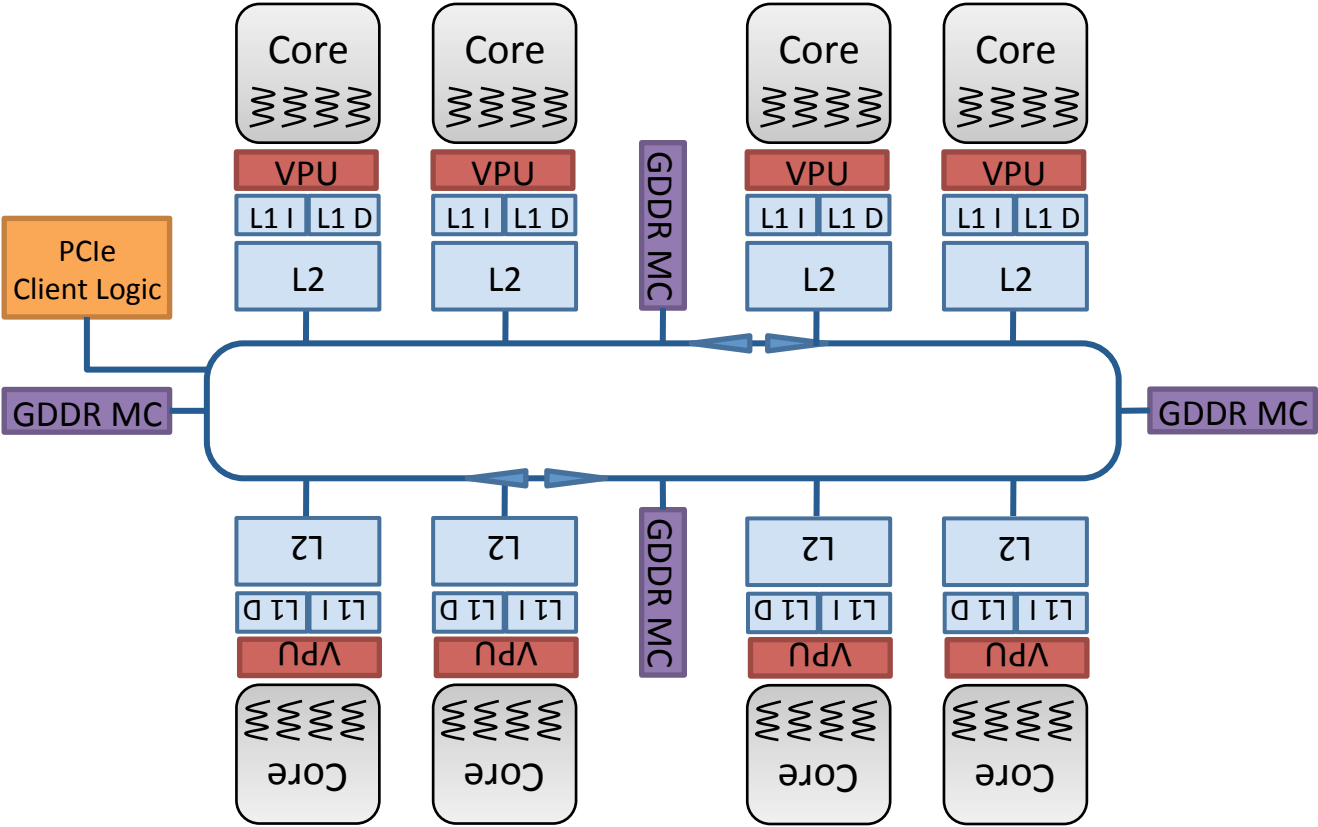 Core
Core
Core
Core
VPU
VPU
GDDR MC
VPU
VPU
L1 I
L1 D
L1 I
L1 D
L1 I
L1 D
L1 I
L1 D
PCIe
Client Logic
L2
L2
L2
L2
GDDR MC
GDDR MC
L2
L2
GDDR MC
L2
L2
L1 D
L1 I
L1 D
L1 I
L1 D
L1 I
L1 D
L1 I
VPU
VPU
VPU
VPU
Core
Core
Core
Core